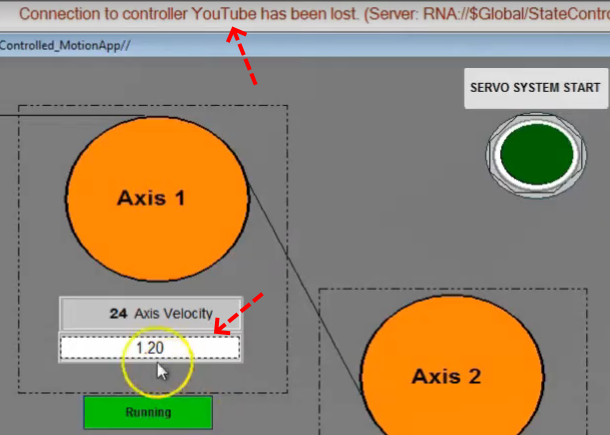 Connection to controller YouTube has been lost. (Server: RNA://$Global/StateContro
Controlled_MotionApp//
SERVO SYSTEM START
Axis 1
24 Axis Velocity
1.20
Axis 2
Running